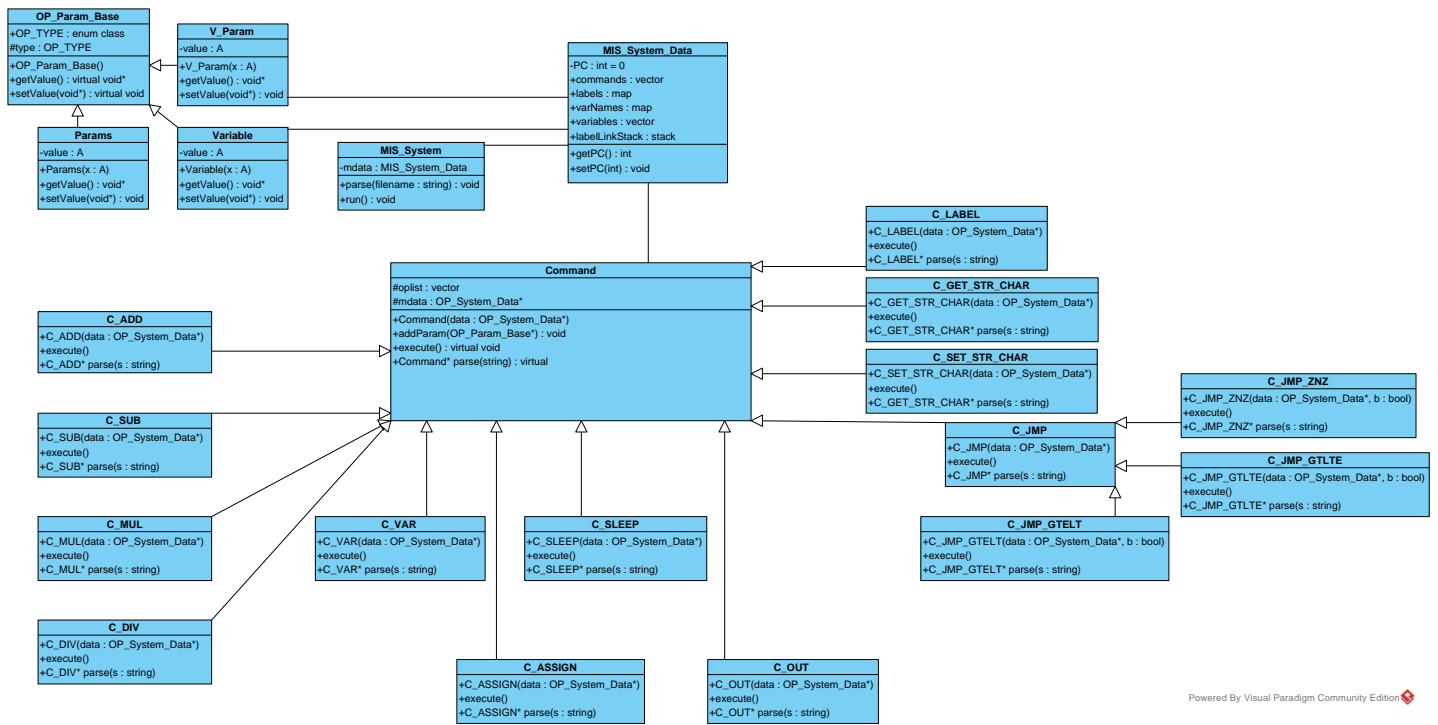 OP_Param_Base
+OP_TYPE : enum class
#type : OP_TYPE
+OP_Param_Base()
+getValue() : virtual void*
+setValue(void*) : virtual void
V_Param
-value : A
+V_Param(x : A)
+getValue() : void*
+setValue(void*) : void
Params
-value : A
+Params(x : A)
+getValue() : void*
+setValue(void*) : void
Variable
-value : A
+Variable(x : A)
+getValue() : void*
+setValue(void*) : void
MIS_System
-mdata : MIS_System_Data
+parse(filename : string) : void
+run() : void
MIS_System_Data
-PC : int = 0
+commands : vector
+labels : map
+varNames : map
+variables : vector
+labelLinkStack : stack
+getPC() : int
+setPC(int) : void
Command
#oplist : vector
#mdata : OP_System_Data*
+Command(data : OP_System_Data*)
+addParam(OP_Param_Base*) : void
+execute() : virtual void
+Command* parse(string) : virtual
C_LABEL
+C_LABEL(data : OP_System_Data*)
+execute()
+C_LABEL* parse(s : string)
C_GET_STR_CHAR
+C_GET_STR_CHAR(data : OP_System_Data*)
+execute()
+C_GET_STR_CHAR* parse(s : string)
C_SET_STR_CHAR
+C_SET_STR_CHAR(data : OP_System_Data*)
+execute()
+C_GET_STR_CHAR* parse(s : string)
C_ADD
+C_ADD(data : OP_System_Data*)
+execute()
+C_ADD* parse(s : string)
C_SUB
+C_SUB(data : OP_System_Data*)
+execute()
+C_SUB* parse(s : string)
C_JMP
+C_JMP(data : OP_System_Data*)
+execute()
+C_JMP* parse(s : string)
C_JMP_ZNZ
+C_JMP_ZNZ(data : OP_System_Data*, b : bool)
+execute()
+C_JMP_ZNZ* parse(s : string)
C_JMP_GTLTE
+C_JMP_GTLTE(data : OP_System_Data*, b : bool)
+execute()
+C_JMP_GTLTE* parse(s : string)
C_MUL
+C_MUL(data : OP_System_Data*)
+execute()
+C_MUL* parse(s : string)
C_VAR
+C_VAR(data : OP_System_Data*)
+execute()
+C_VAR* parse(s : string)
C_SLEEP
+C_SLEEP(data : OP_System_Data*)
+execute()
+C_SLEEP* parse(s : string)
C_JMP_GTELT
+C_JMP_GTELT(data : OP_System_Data*, b : bool)
+execute()
+C_JMP_GTELT* parse(s : string)
C_DIV
+C_DIV(data : OP_System_Data*)
+execute()
+C_DIV* parse(s : string)
C_ASSIGN
+C_ASSIGN(data : OP_System_Data*)
+execute()
+C_ASSIGN* parse(s : string)
C_OUT
+C_OUT(data : OP_System_Data*)
+execute()
+C_OUT* parse(s : string)
Powered By Visual Paradigm Community Edition